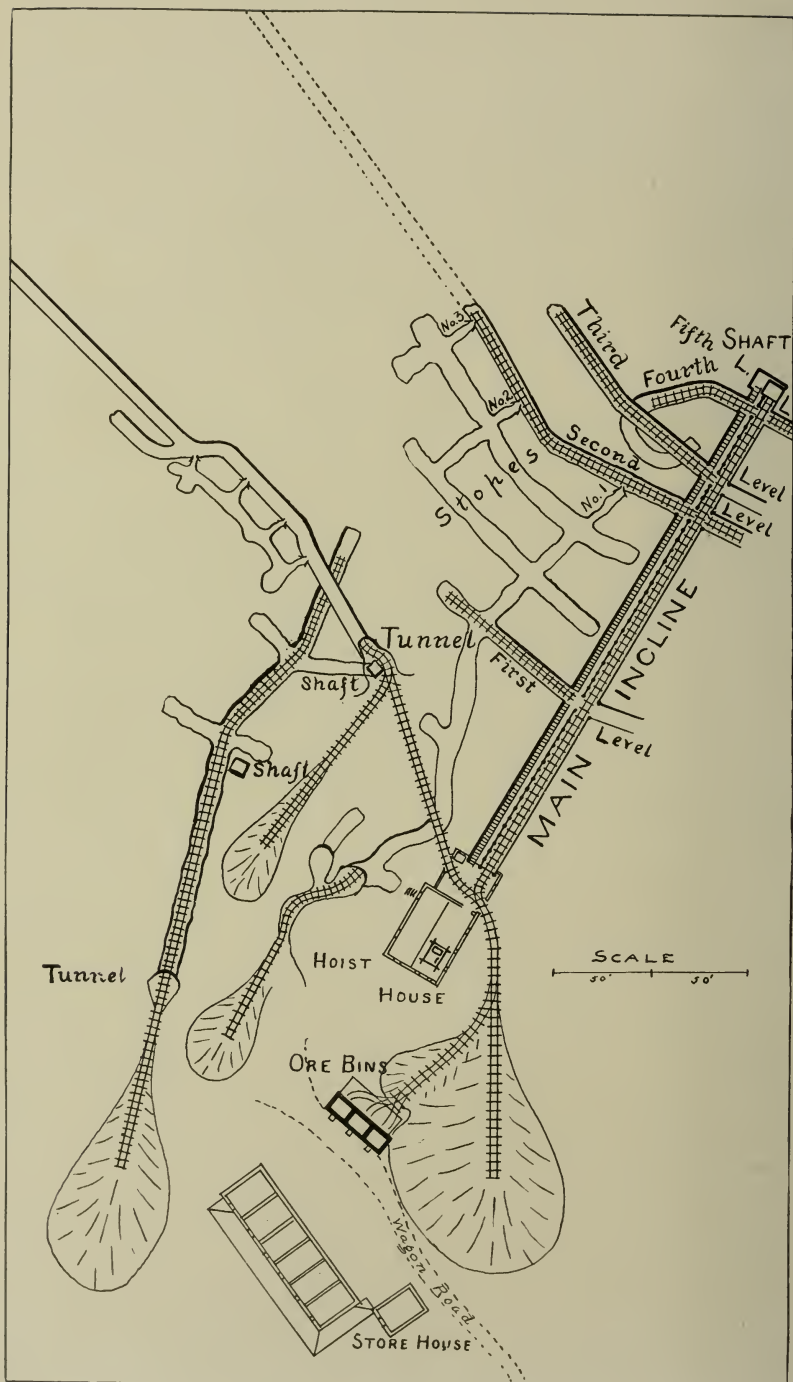 No.3
Third
Fifth SHAFT
L.
L
Fourth
No.2
Second
Stopes
No.1
Level
Level
First
Level
MAIN INCLINE
Tunnel
Shaft
Shaft
Tunnel
HOIST
HOUSE
SCALE
50' 50'
ORE BINS
Wagon Road
STORE HOUSE